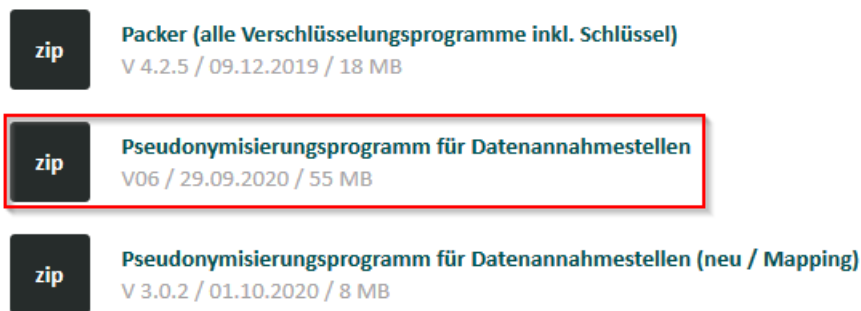 zip
Packer (alle Verschlüsselungsprogramme inkl. Schlüssel)
V 4.2.5 / 09.12.2019 / 18 MB
zip
Pseudonymisierungsprogramm für Datenannahmestellen
V06 / 29.09.2020 / 55 MB
zip
Pseudonymisierungsprogramm für Datenannahmestellen (neu / Mapping)
V 3.0.2 / 01.10.2020 / 8 MB